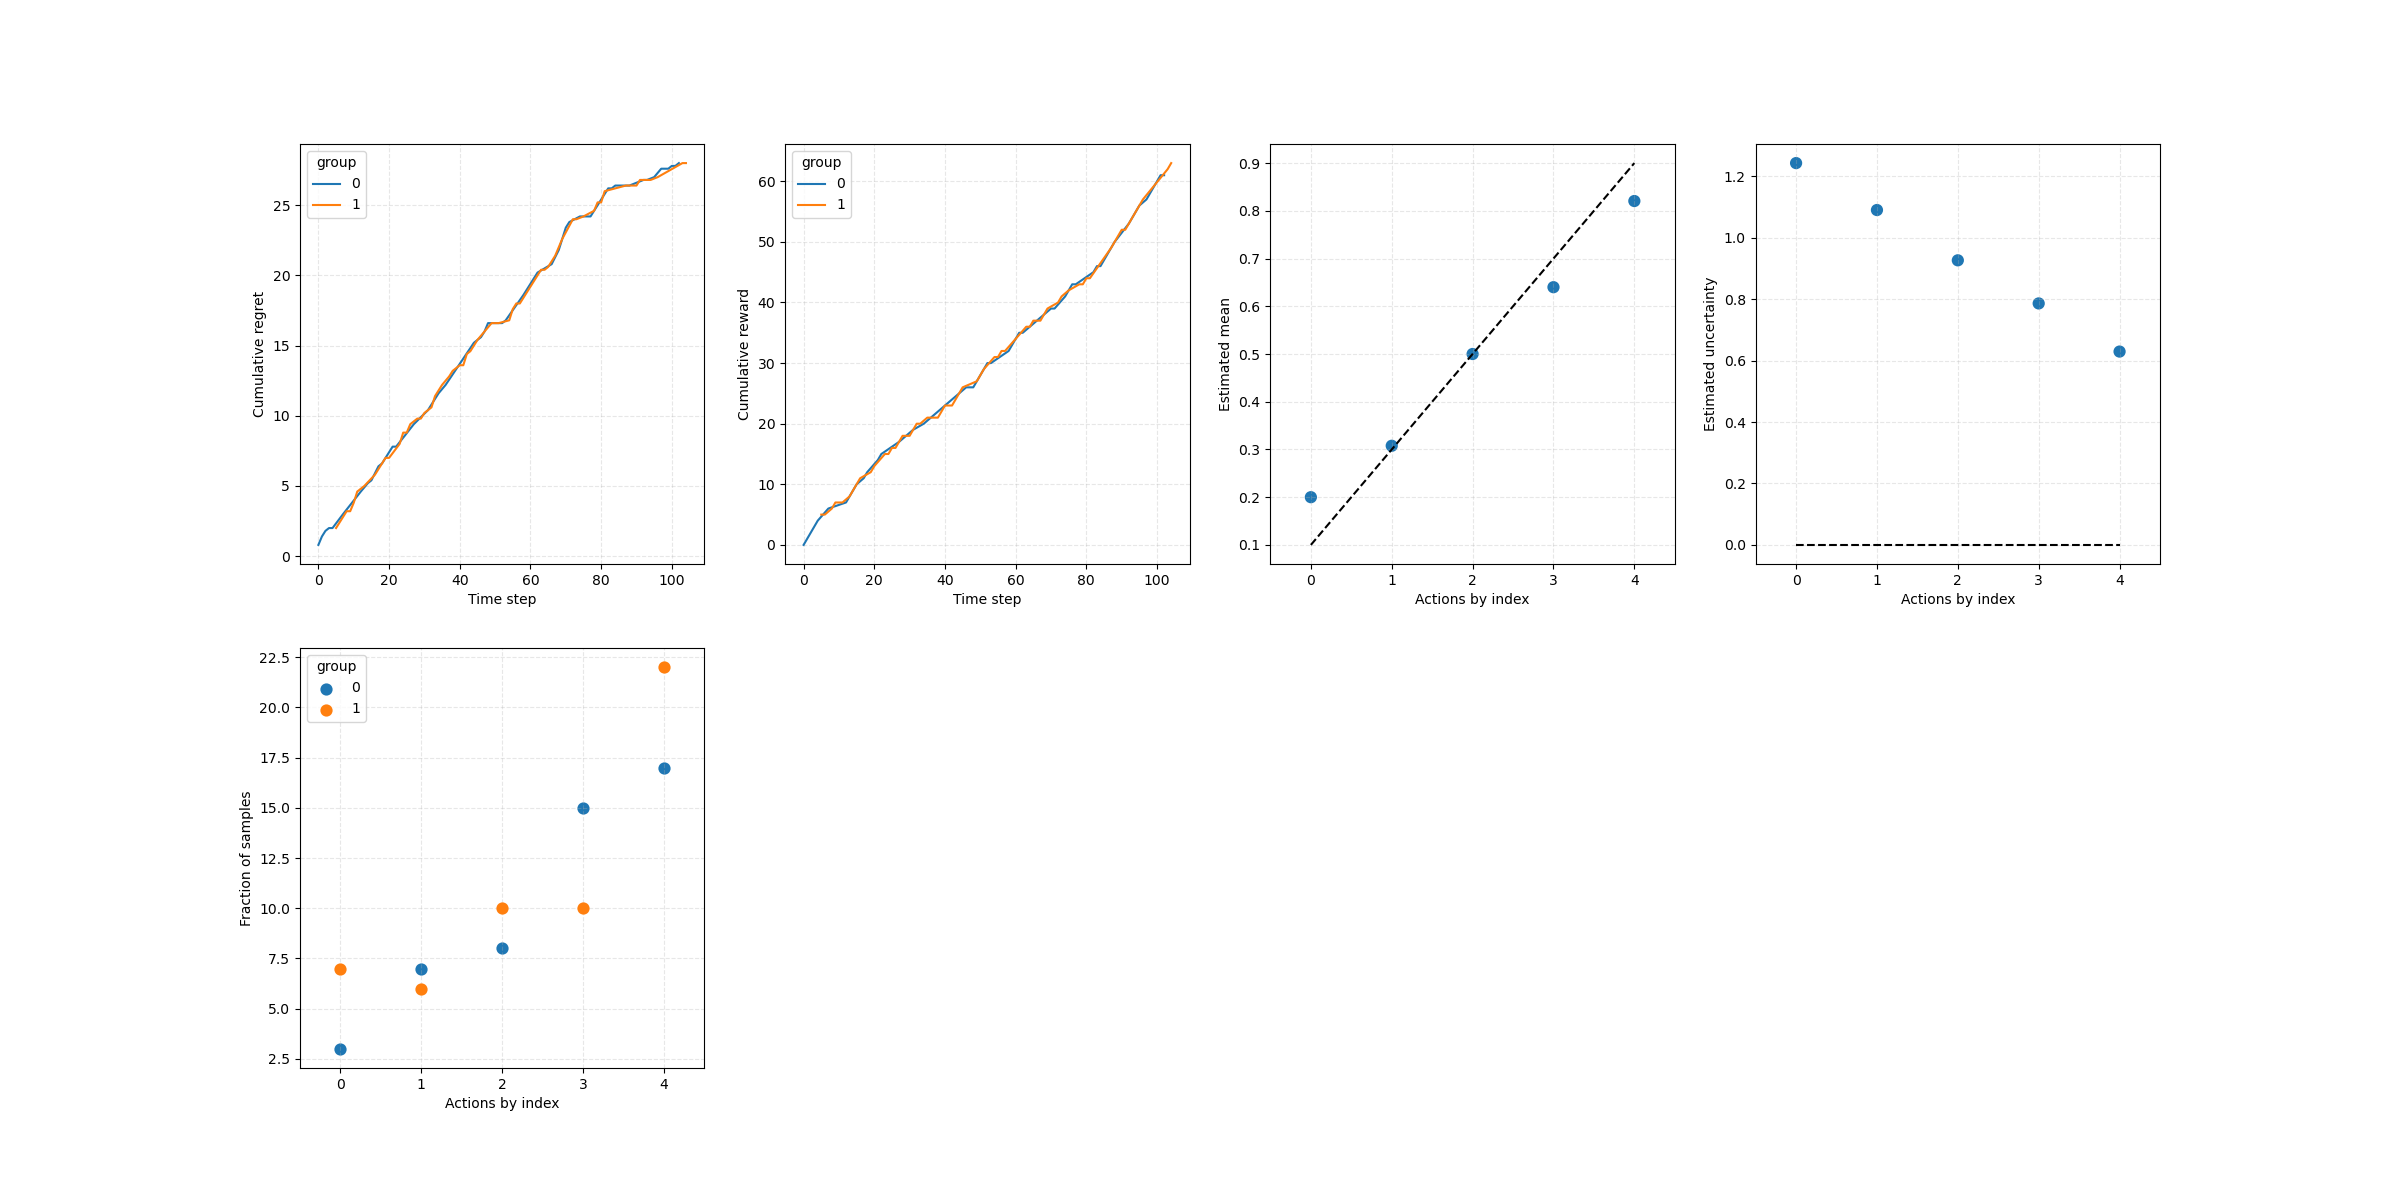 group
0
1
25
20
15
10
5
0
Cumulative regret
0 20 40 60 80 100
Time step
group
0
1
60
50
40
30
20
10
0
Cumulative reward
0 20 40 60 80 100
Time step
0.9
0.8
0.7
0.6
0.5
0.4
0.3
0.2
0.1
Estimated mean
0 1 2 3 4
Actions by index
1.2
1.0
0.8
0.6
0.4
0.2
0.0
Estimated uncertainty
0 1 2 3 4
Actions by index
group
0
1
22.5
20.0
17.5
15.0
12.5
10.0
7.5
5.0
2.5
Fraction of samples
0 1 2 3 4
Actions by index